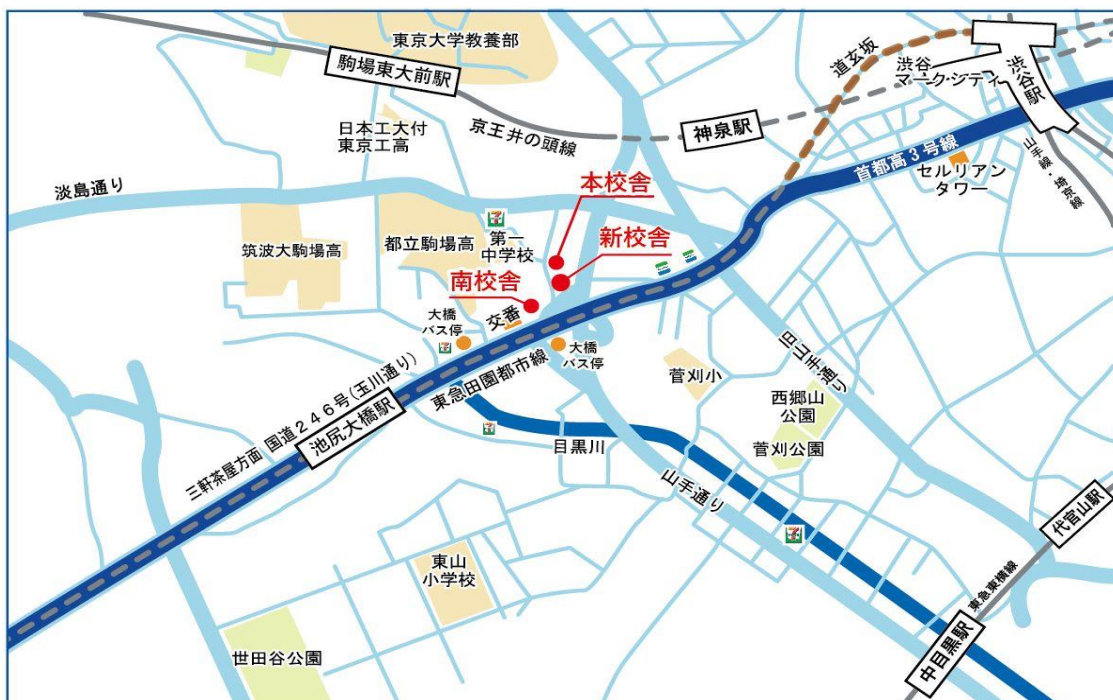 東京大学教養部
駒場東大前駅
道玄坂
渋谷
マークシティ
渋谷駅
日本工大付
東京工高
京王井の頭線
神泉駅
首都高3号線
セルリアン
タワー
山手線・埼京線
淡島通り
本校舎
新校舎
南校舎
筑波大駒場高
都立駒場高
第一
中学校
交番
大橋
バス停
大橋
バス停
東急田園都市線
菅刈小
旧山手通り
西郷山
公園
菅刈公園
三軒茶屋方面 国道246号(玉川通り)
池尻大橋駅
目黒川
山手通り
代官山駅
東急東横線
中目黒駅
東山
小学校
世田谷公園